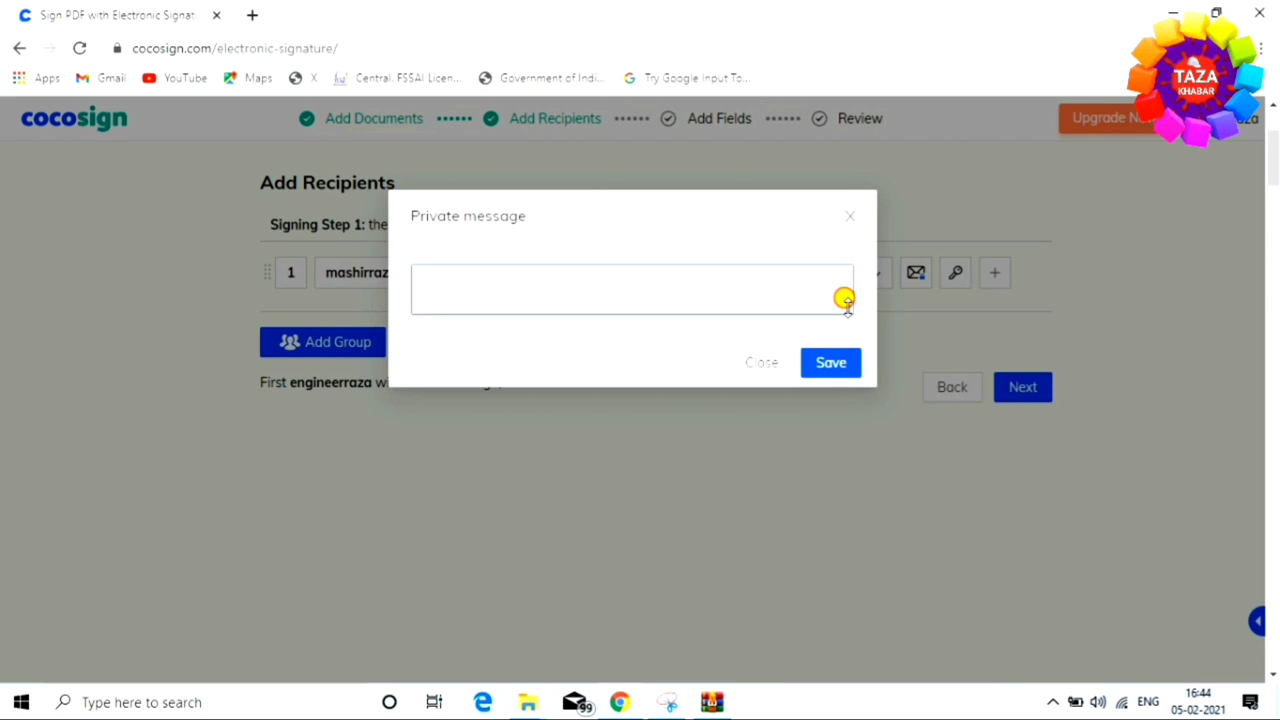 Sign PDF with Electronic Signat
cocosign.com/electronic-signature/
Apps Gmail YouTube Maps X Central. FSSAI Licen... Government of Indi... Try Google Input To...
TAZA
KHABAR
cocosign Add Documents Add Recipients Add Fields Review Upgrade
Add Recipients
Signing Step 1: the
Private message
1 mashirraz
Add Group
Close Save
First engineerraza
Back Next
Type here to search
99
ENG
16:44
05-02-2021